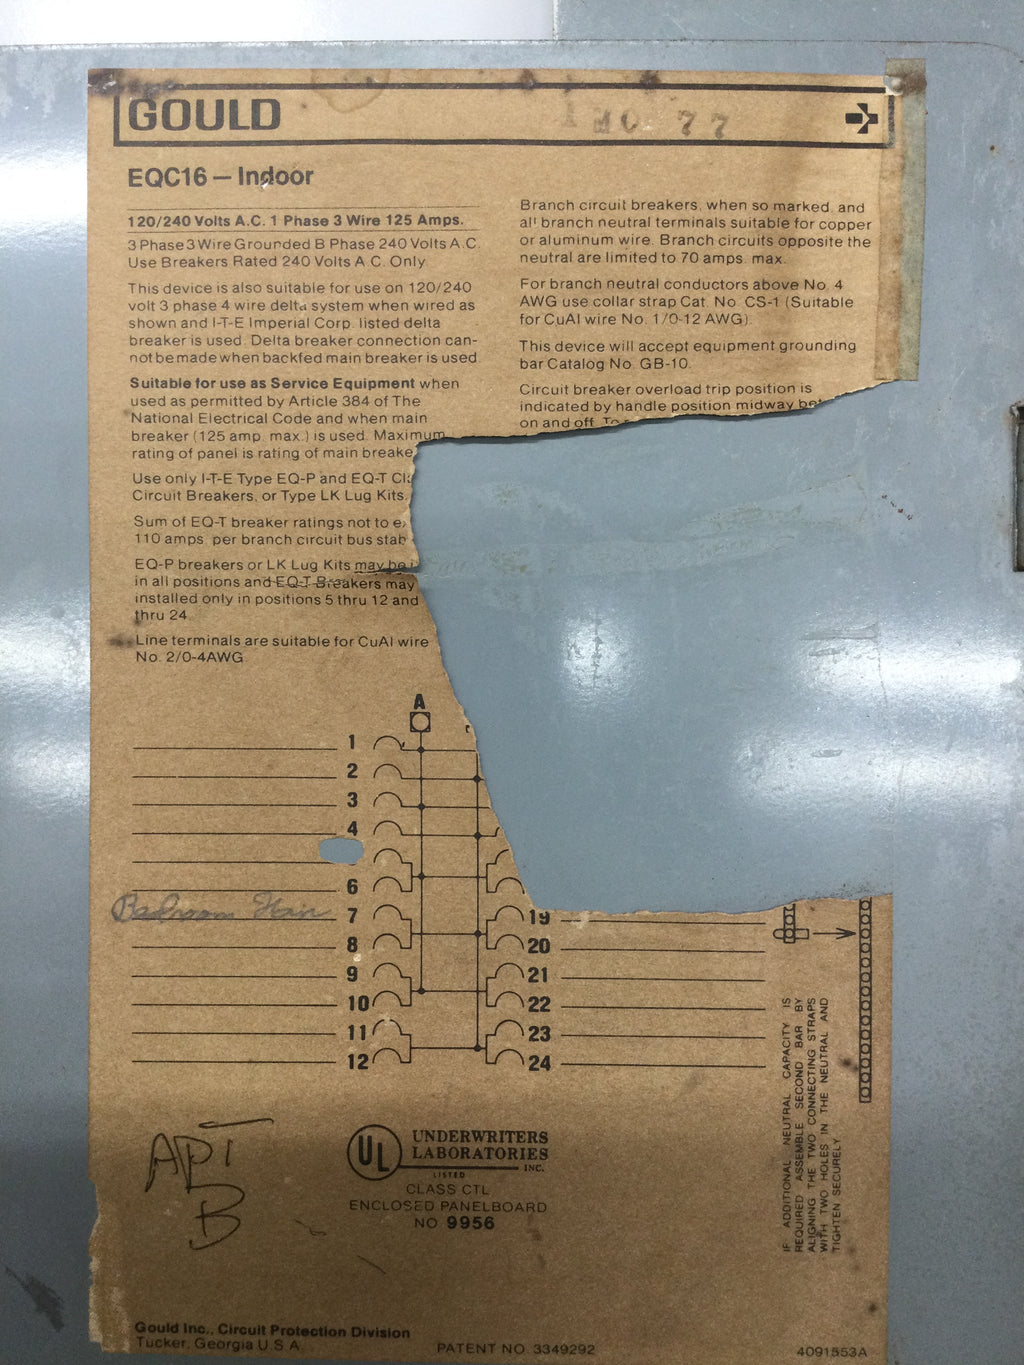 GOULD
10 77
EQC16 – Indoor
120/240 Volts A.C. 1 Phase 3 Wire 125 Amps.
3 Phase 3 Wire Grounded B Phase 240 Volts A.C.
Use Breakers Rated 240 Volts A.C. Only.
This device is also suitable for use on 120/240
volt 3 phase 4 wire delta system when wired as
shown and I-T-E Imperial Corp. listed delta
breaker is used. Delta breaker connection can-
not be made when backfed main breaker is used.
Suitable for use as Service Equipment when
used as permitted by Article 384 of The
National Electrical Code and when main
breaker (125 amp. max.) is used. Maximum
rating of panel is rating of main breake
Use only I-T-E Type EQ-P and EQ-T Cl
Circuit Breakers, or Type LK Lug Kits.
Sum of EQ-T breaker ratings not to e
110 amps. per branch circuit bus stab
EQ-P breakers or LK Lug Kits may be i
in all positions and EQ-T Breakers may
installed only in positions 5 thru 12 and
thru 24.
Line terminals are suitable for CuAl wire
No. 2/0-4AWG
Branch circuit breakers, when so marked, and
all branch neutral terminals suitable for copper
or aluminum wire. Branch circuits opposite the
neutral are limited to 70 amps. max.
For branch neutral conductors above No. 4
AWG use collar strap Cat. No. CS-1 (Suitable
for CuAl wire No. 1/0-12 AWG).
This device will accept equipment grounding
bar Catalog No. GB-10.
Circuit breaker overload trip position is
indicated by handle position midway bet
on and off. To
A
1
2
3
4
6
Bedroom
7
19
8
20
9
21
10
22
11
23
12
24
IF ADDITIONAL NEUTRAL CAPACITY IS
REQUIRED ASSEMBLE SECOND BAR BY
ALIGNING THE TWO CONNECTING STRAPS
WITH TWO HOLES IN THE NEUTRAL AND
TIGHTEN SECURELY
APT
B
UL
UNDERWRITERS
LABORATORIES
INC.
LISTED
CLASS CTL
ENCLOSED PANELBOARD
NO 9956
Gould Inc., Circuit Protection Division
Tucker, Georgia U S A
PATENT NO. 3349292
4091553A